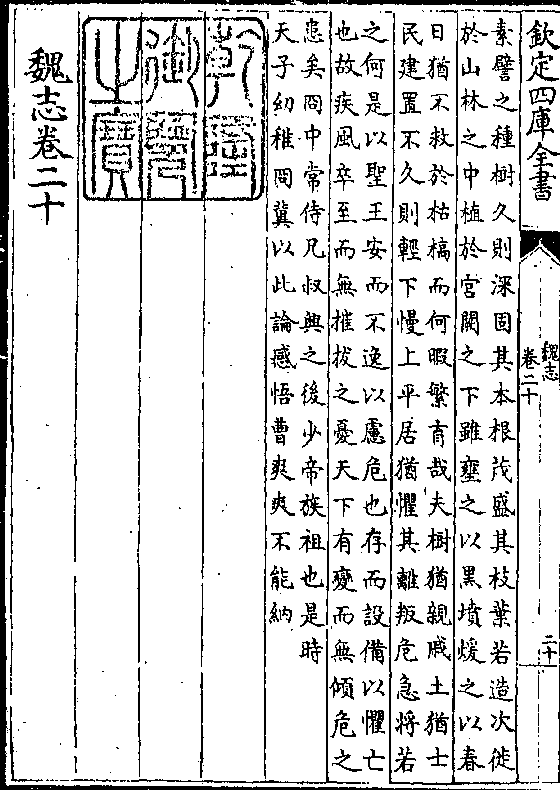 欽定四庫全書
魏志
卷二十
二十
素譬之種樹久則深固其本根茂盛其枝葉若造次徙
於山林之中植於宮闕之下雖壅之以黑墳煖之以春
日猶不救於枯槁而何暇繁育哉夫樹猶親戚土猶士
民建置不久則輕下慢上平居猶懼其離叛危急將若
之何是以聖王安而不逸以慮危也存而設備以懼亡
也故疾風卒至而無摧拔之憂天下有變而無傾危之
患矣冏中常侍兄叔興之後少帝族祖也是時
天子幼稚冏冀以此論感悟曹爽爽不能納
乾隆
御覽
之寶
魏志卷二十